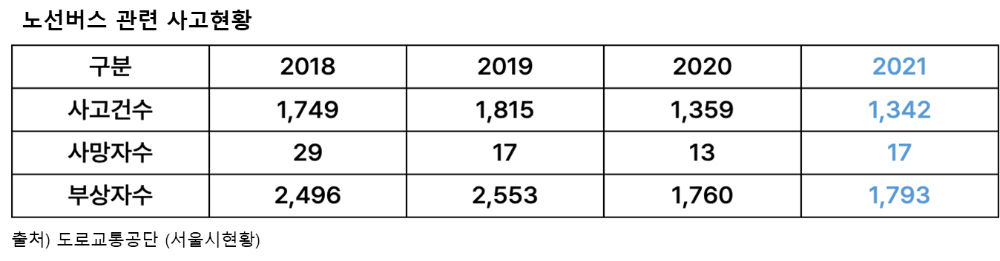 노선버스 관련 사고현황
구분 2018 2019 2020 2021
사고건수 1,749 1,815 1,359 1,342
사망자수 29 17 13 17
부상자수 2,496 2,553 1,760 1,793
출처) 도로교통공단 (서울시현황)